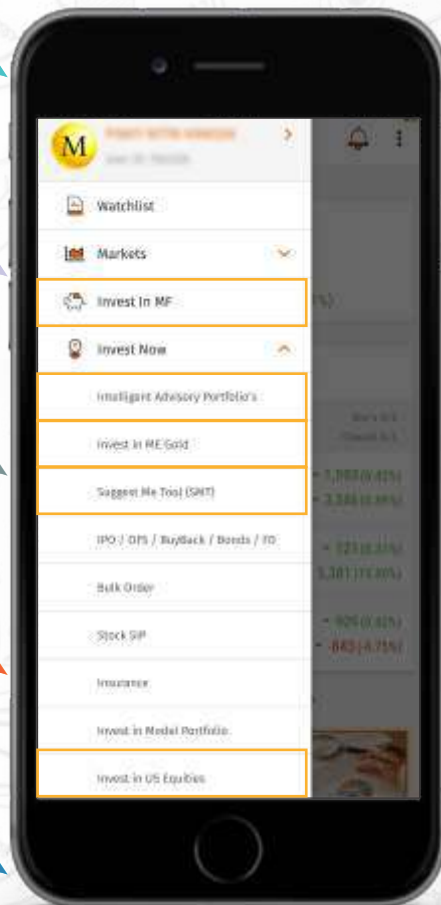 M
Watchlist
Markets
Invest In MF
Invest Now
Intelligent Advisory Portfolio's
Invest in ME Gold
Suggest Me Tool (SMT)
IPO / OFS / BuyBack / Bonds / FD
Bulk Order
Stock SIP
Insurance
Invest in Model Portfolio
Invest in US Equities